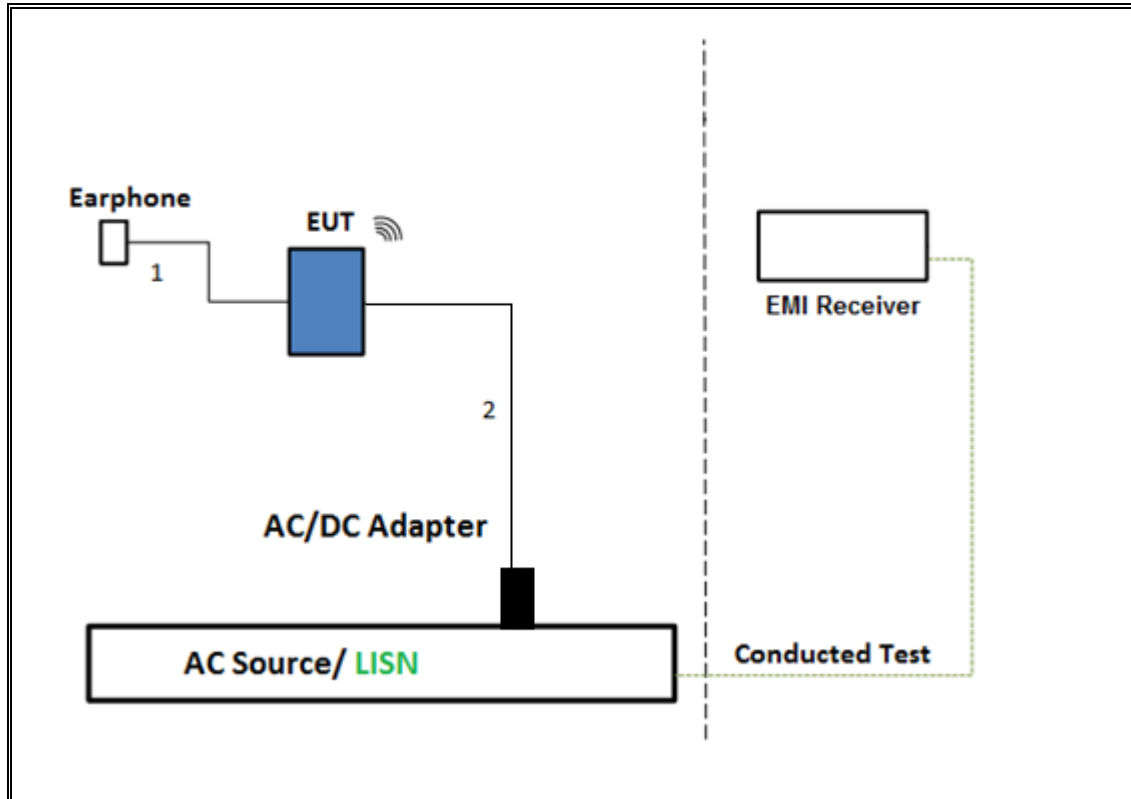 Earphone
EUT
1
EMI Receiver
2
AC/DC Adapter
AC Source/ LISN
Conducted Test